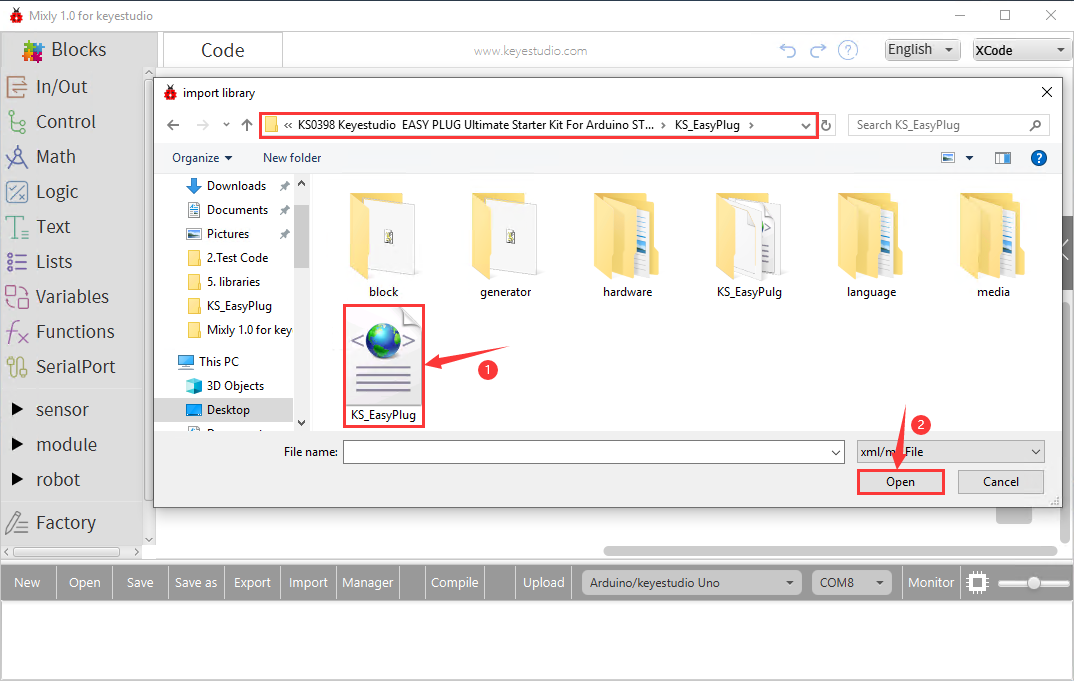 Mixly 1.0 for keyestudio
Blocks
Code
www.keyestudio.com
?
English
XCode
In/Out
Control
Math
Logic
Text
Lists
Variables
Functions
SerialPort
sensor
module
robot
Factory
import library
« KS0398 Keyestudio EASY PLUG Ultimate Starter Kit For Arduino ST... > KS_EasyPlug >
Search KS_EasyPlug
Organize
New folder
?
Downloads
Documents
Pictures
2.Test Code
5. libraries
KS_EasyPlug
Mixly 1.0 for key
This PC
3D Objects
Desktop
block
generator
hardware
KS_EasyPulg
language
media
KS_EasyPlug
1
2
File name:
File
Open
Cancel
New
Open
Save
Save as
Export
Import
Manager
Compile
Upload
Arduino/keyestudio Uno
COM8
Monitor